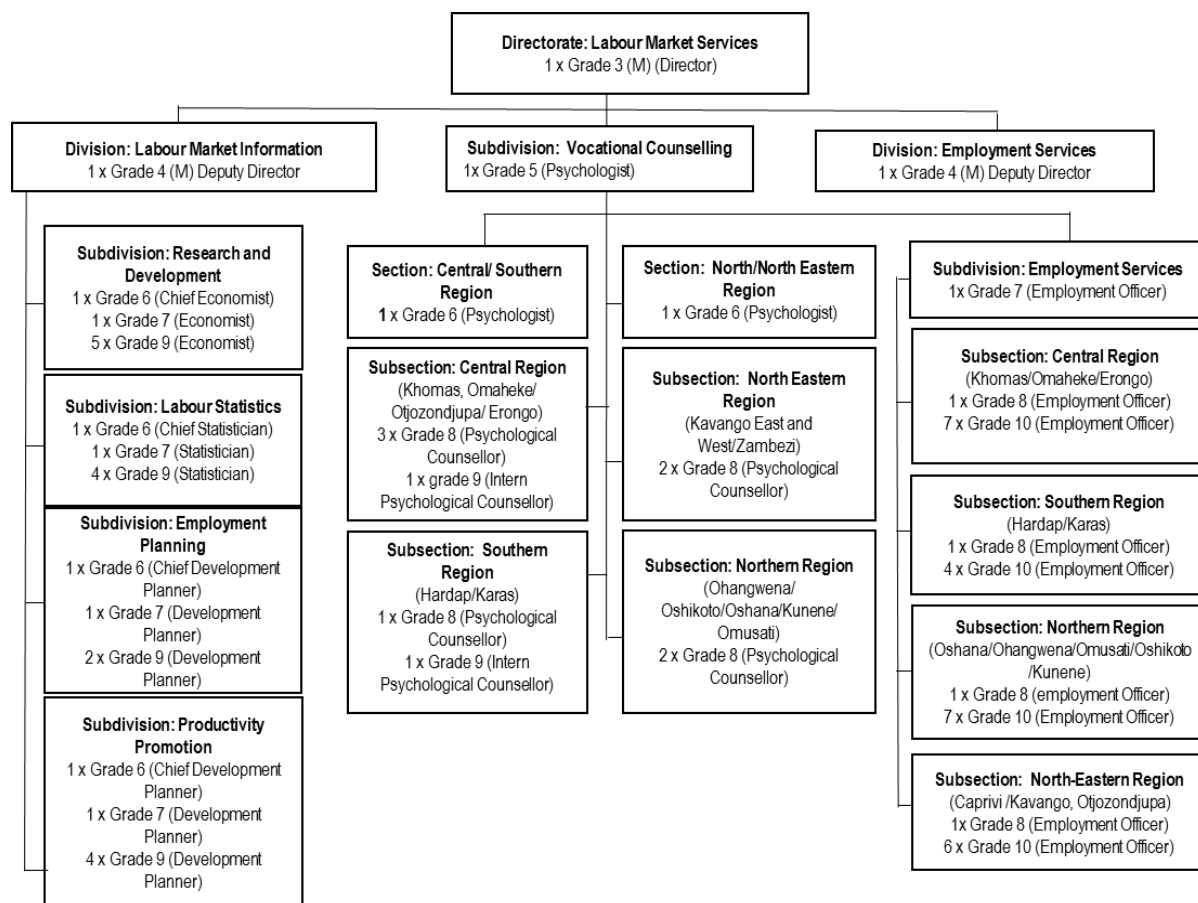 Directorate: Labour Market Services
1 x Grade 3 (M) (Director)
Division: Labour Market Information
1 x Grade 4 (M) Deputy Director
Subdivision: Vocational Counselling
1x Grade 5 (Psychologist)
Division: Employment Services
1 x Grade 4 (M) Deputy Director
Subdivision: Research and
Development
1 x Grade 6 (Chief Economist)
1 x Grade 7 (Economist)
5 x Grade 9 (Economist)
Subdivision: Labour Statistics
1 x Grade 6 (Chief Statistician)
1 x Grade 7 (Statistician)
4 x Grade 9 (Statistician)
Subdivision: Employment
Planning
1 x Grade 6 (Chief Development
Planner)
1 x Grade 7 (Development
Planner)
2 x Grade 9 (Development
Planner)
Subdivision: Productivity
Promotion
1 x Grade 6 (Chief Development
Planner)
1 x Grade 7 (Development
Planner)
4 x Grade 9 (Development
Planner)
Section: Central/ Southern
Region
1 x Grade 6 (Psychologist)
Subsection: Central Region
(Khomas, Omaheke/
Otjozondjupa/ Erongo)
3 x Grade 8 (Psychological
Counsellor)
1 x grade 9 (Intern
Psychological Counsellor)
Subsection: Southern
Region
(Hardap/Karas)
1 x Grade 8 (Psychological
Counsellor)
1 x Grade 9 (Intern
Psychological Counsellor)
Section: North/North Eastern
Region
1 x Grade 6 (Psychologist)
Subsection: North Eastern
Region
(Kavango East and
West/Zambezi)
2 x Grade 8 (Psychological
Counsellor)
Subsection: Northern Region
(Ohangwena/
Oshikoto/Oshana/Kunene/
Omusati)
2 x Grade 8 (Psychological
Counsellor)
Subdivision: Employment Services
1x Grade 7 (Employment Officer)
Subsection: Central Region
(Khomas/Omaheke/Erongo)
1 x Grade 8 (Employment Officer)
7 x Grade 10 (Employment Officer)
Subsection: Southern Region
(Hardap/Karas)
1 x Grade 8 (Employment Officer)
4 x Grade 10 (Employment Officer)
Subsection: Northern Region
(Oshana/Ohangwena/Omusati/Oshikoto
/Kunene)
1 x Grade 8 (employment Officer)
7 x Grade 10 (Employment Officer)
Subsection: North-Eastern Region
(Caprivi /Kavango, Otjozondjupa)
1x Grade 8 (Employment Officer)
6 x Grade 10 (Employment Officer)